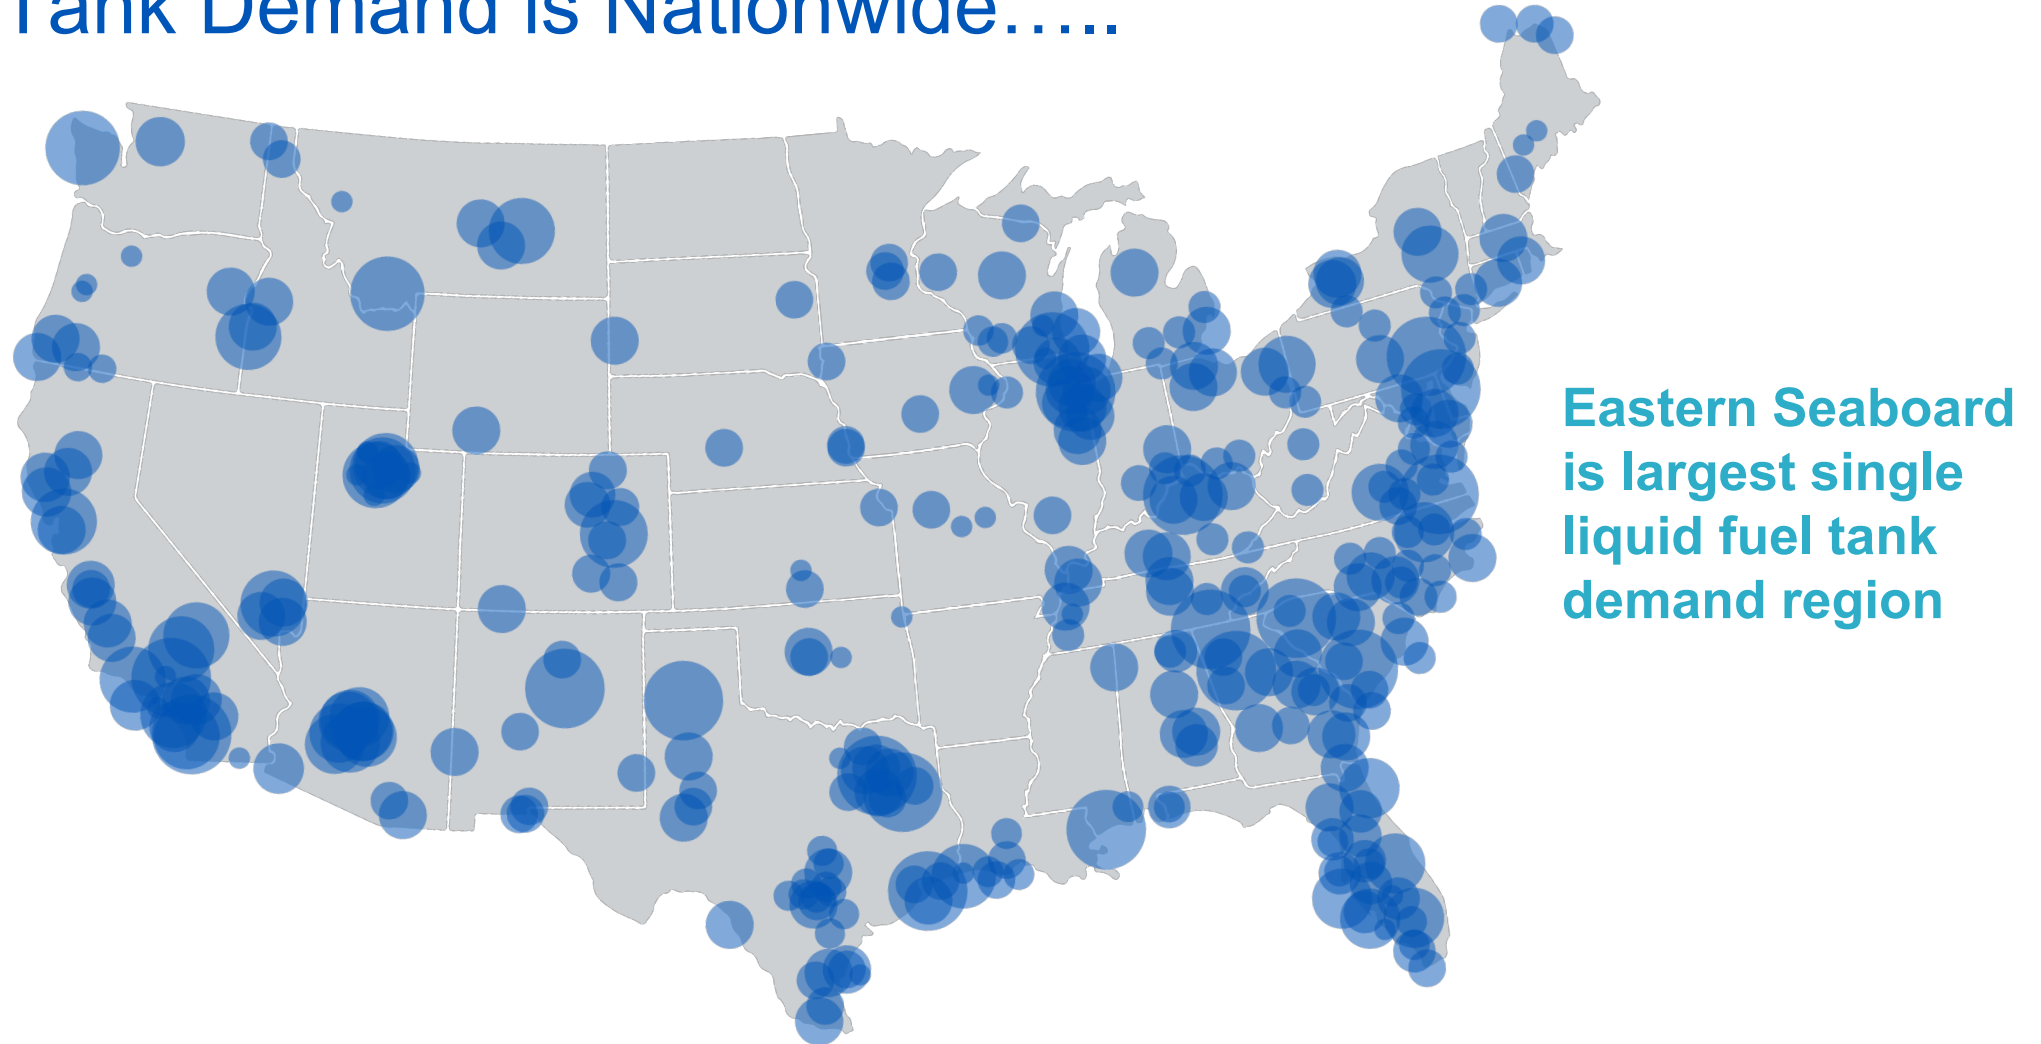 Tank Demand is Nationwide…..
Eastern Seaboard
is largest single
liquid fuel tank
demand region